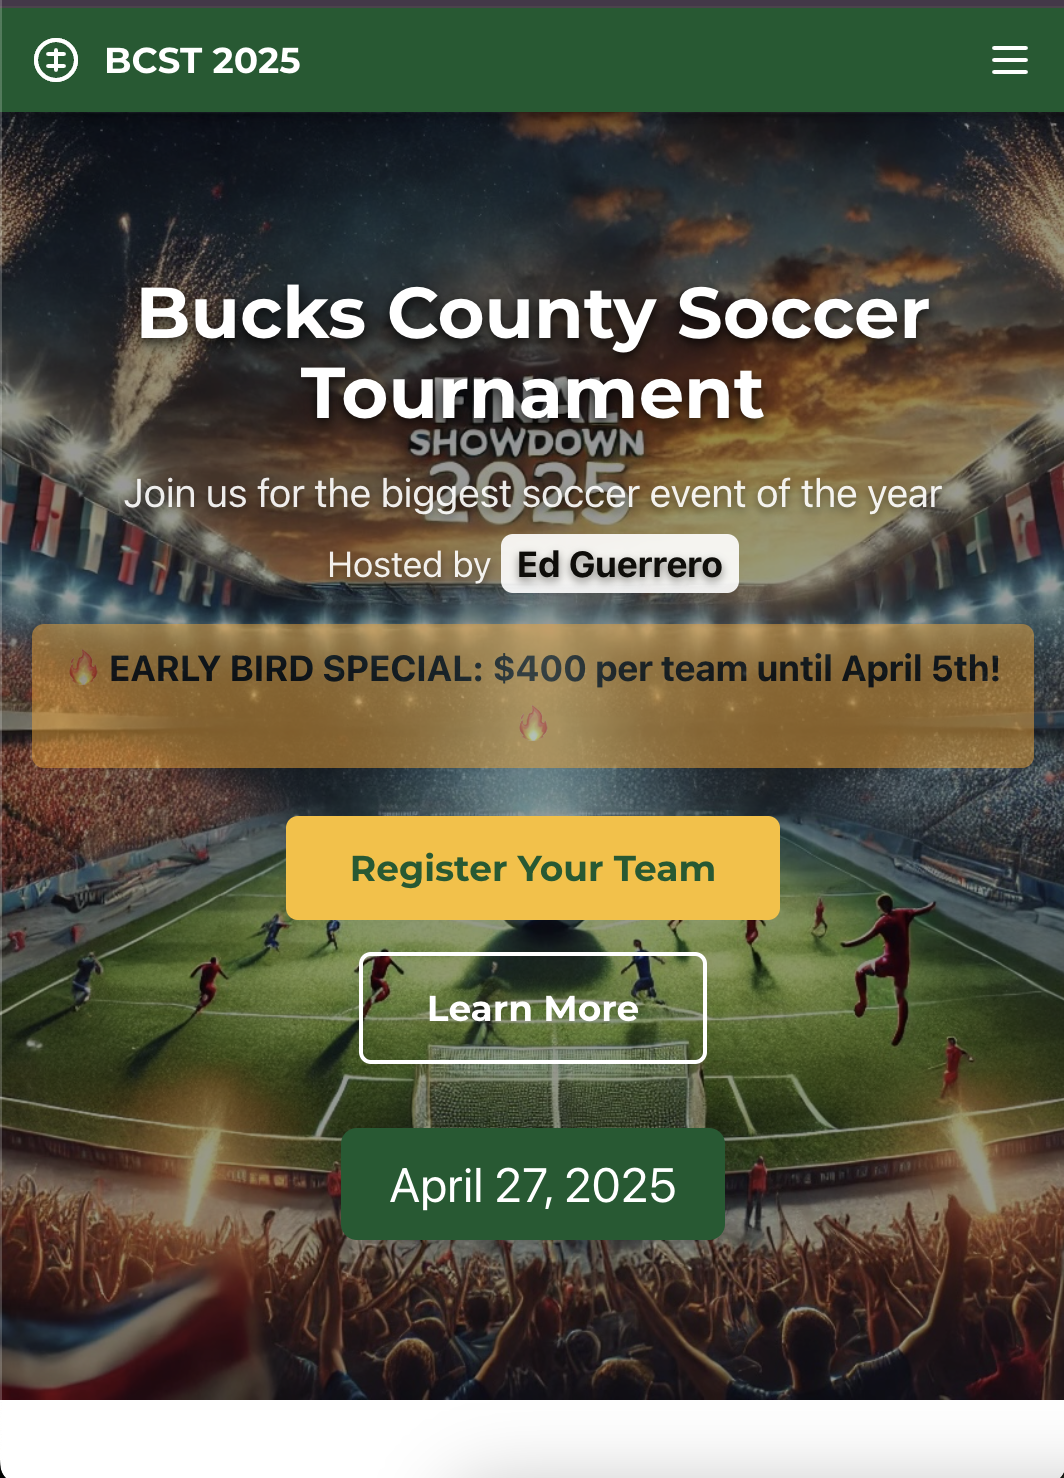 BCST 2025
Bucks County Soccer
Tournament
FINAL
SHOWDOWN
2025
Join us for the biggest soccer event of the year
Hosted by Ed Guerrero
🔥 EARLY BIRD SPECIAL: $400 per team until April 5th!
🔥
Register Your Team
Learn More
April 27, 2025